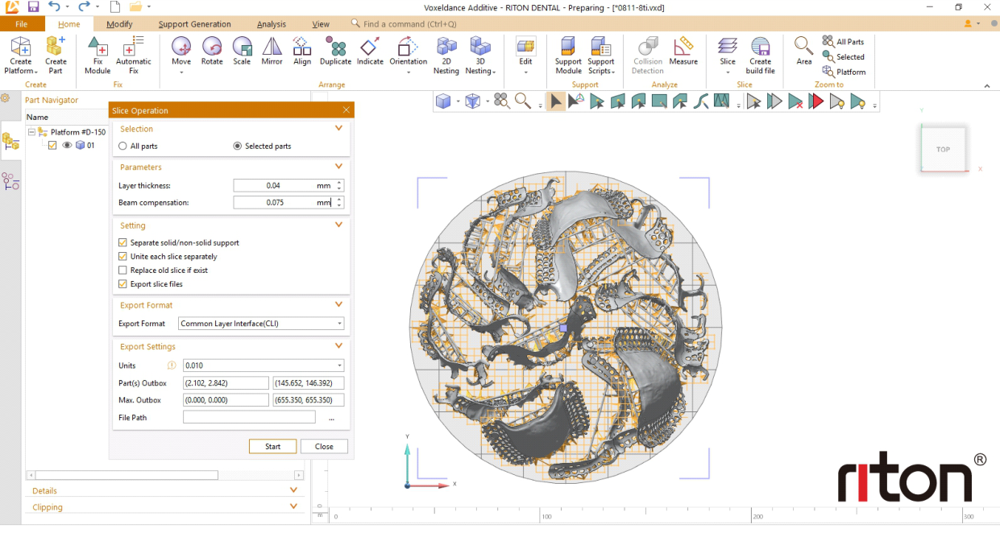 Voxeldance Additive - RITON DENTAL - Preparing - [*0811-8ti.vxd]
File Home Modify Support Generation Analysis View Find a command (Ctrl+Q)
Create Platform Create Part Fix Module Automatic Fix Move Rotate Scale Mirror Align Duplicate Indicate Orientation 2D Nesting 3D Nesting Edit Support Module Support Scripts Collision Detection Measure Slice Create build file Area All Parts
Selected
Platform
Create Fix Arrange Support Analyze Slice Zoom to
Part Navigator
Name
Platform #D-150
01
Slice Operation
Selection
All parts Selected parts
Parameters
Layer thickness: 0.04 mm
Beam compensation: 0.075 mm
Setting
Separate solid/non-solid support
Unite each slice separately
Replace old slice if exist
Export slice files
Export Format
Export Format Common Layer Interface(CLI)
Export Settings
Units 0.010
Part(s) Outbox (2.102, 2.842) (145.652, 146.392)
Max. Outbox (0.000, 0.000) (655.350, 655.350)
File Path ...
Start Close
Details
Clipping
Y
TOP
X
Y
X
riton®
0
m 0 100 200 300